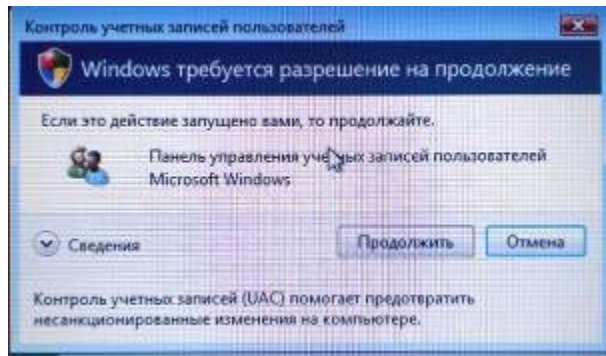 Контроль учетных записей пользователей
Windows требуется разрешение на продолжение
Если это действие запущено вами, то продолжайте.
Панель управления учетных записей пользователей
Microsoft Windows
Сведения
Продолжить
Отмена
Контроль учетных записей (UAC) помогает предотвратить
несанкционированные изменения на компьютере.